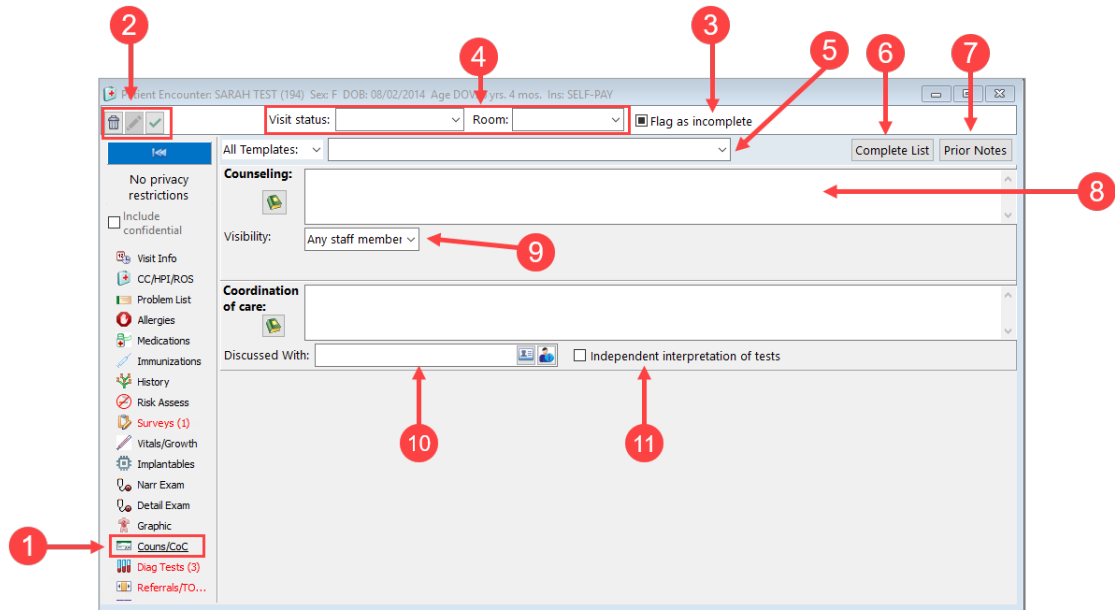 2
3
4
5
6
7
Patient Encounter: SARAH TEST (194) Sex: F DOB: 08/02/2014 Age DOV: yrs. 4 mos. Ins: SELF-PAY
Visit status:
Room:
Flag as incomplete
All Templates:
Complete List
Prior Notes
No privacy
restrictions
Include
confidential
Counseling:
8
Visibility:
Any staff member
9
Visit Info
CC/HPI/ROS
Problem List
Allergies
Medications
Immunizations
History
Risk Assess
Surveys (1)
Vitals/Growth
Implantables
Narr Exam
Detail Exam
Graphic
Couns/CoC
Diag Tests (3)
Referrals/TO...
Coordination
of care:
Discussed With:
Independent interpretation of tests
10
11
1